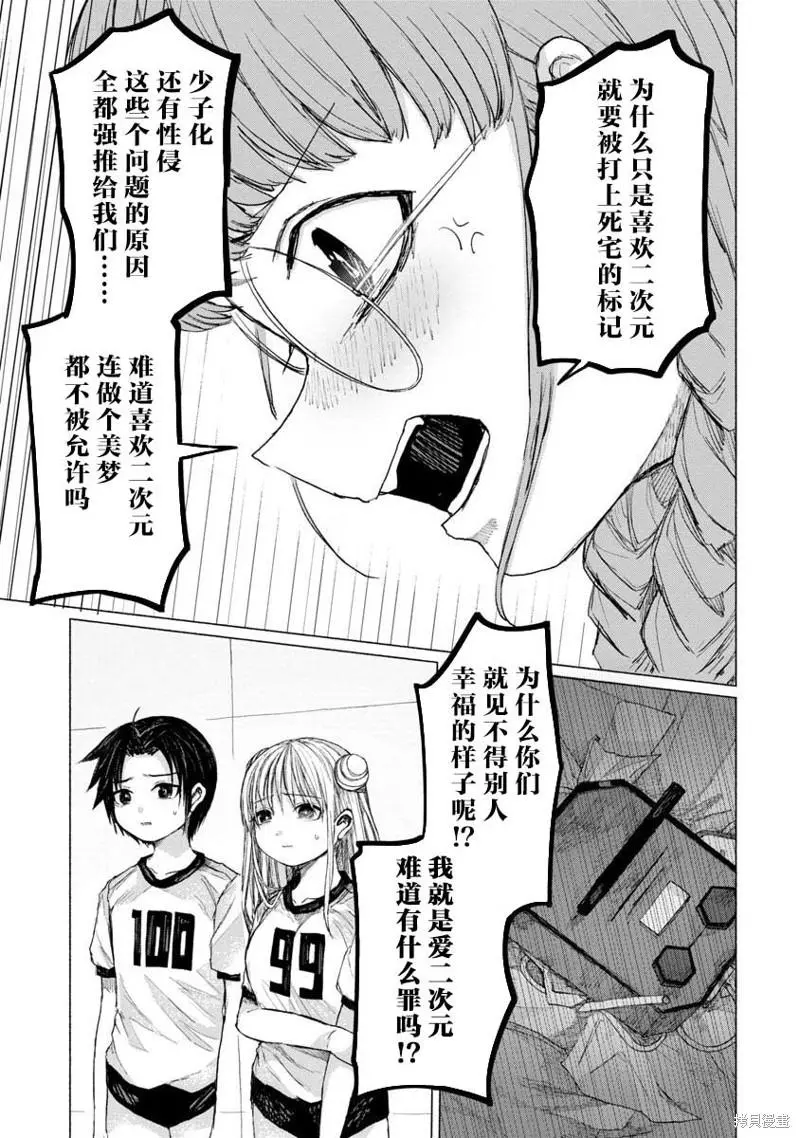 为什么只是喜欢二次元
就要被打上死宅的标记
少子化
还有性侵
这些个问题的原因
全都强推给我们……
难道喜欢二次元
连做个美梦
都不被允许吗
为什么你们
就见不得别人
幸福的样子呢!?
我就是爱二次元
难道有什么罪吗!?
100
99
拷貝漫畫